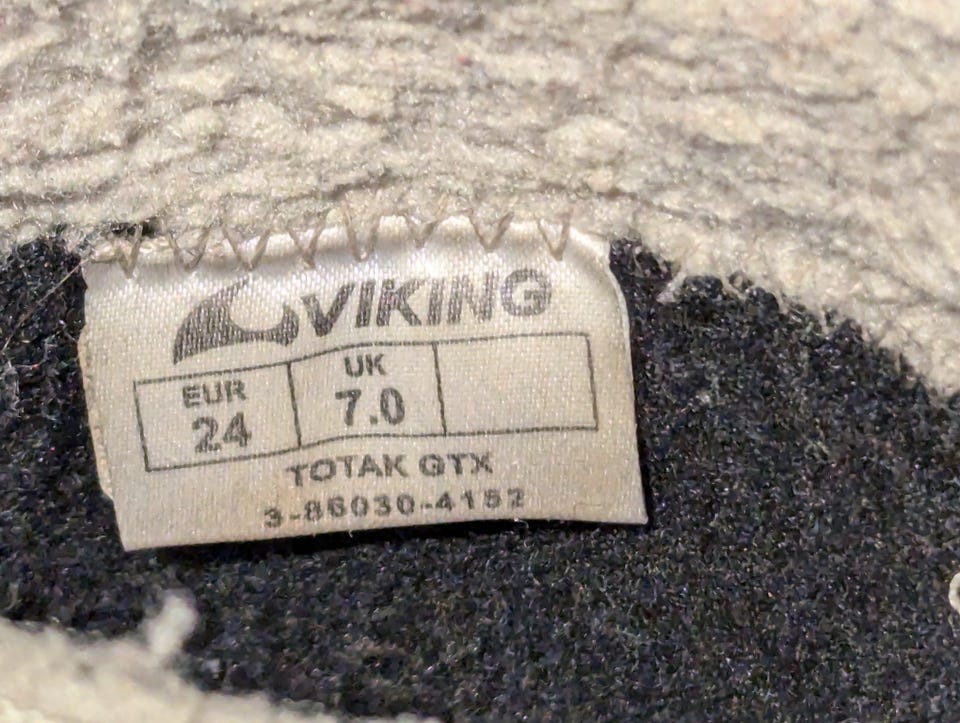 VIKING
EUR UK
24 7.0
TOTAK GTX
3-86030-4152